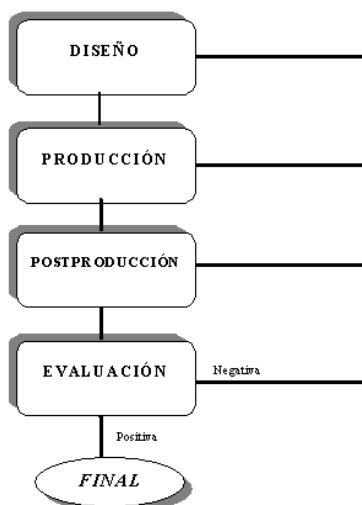 DISEÑO
PRODUCCIÓN
POSTPRODUCCIÓN
EVALUACIÓN
Negativa
Positiva
FINAL